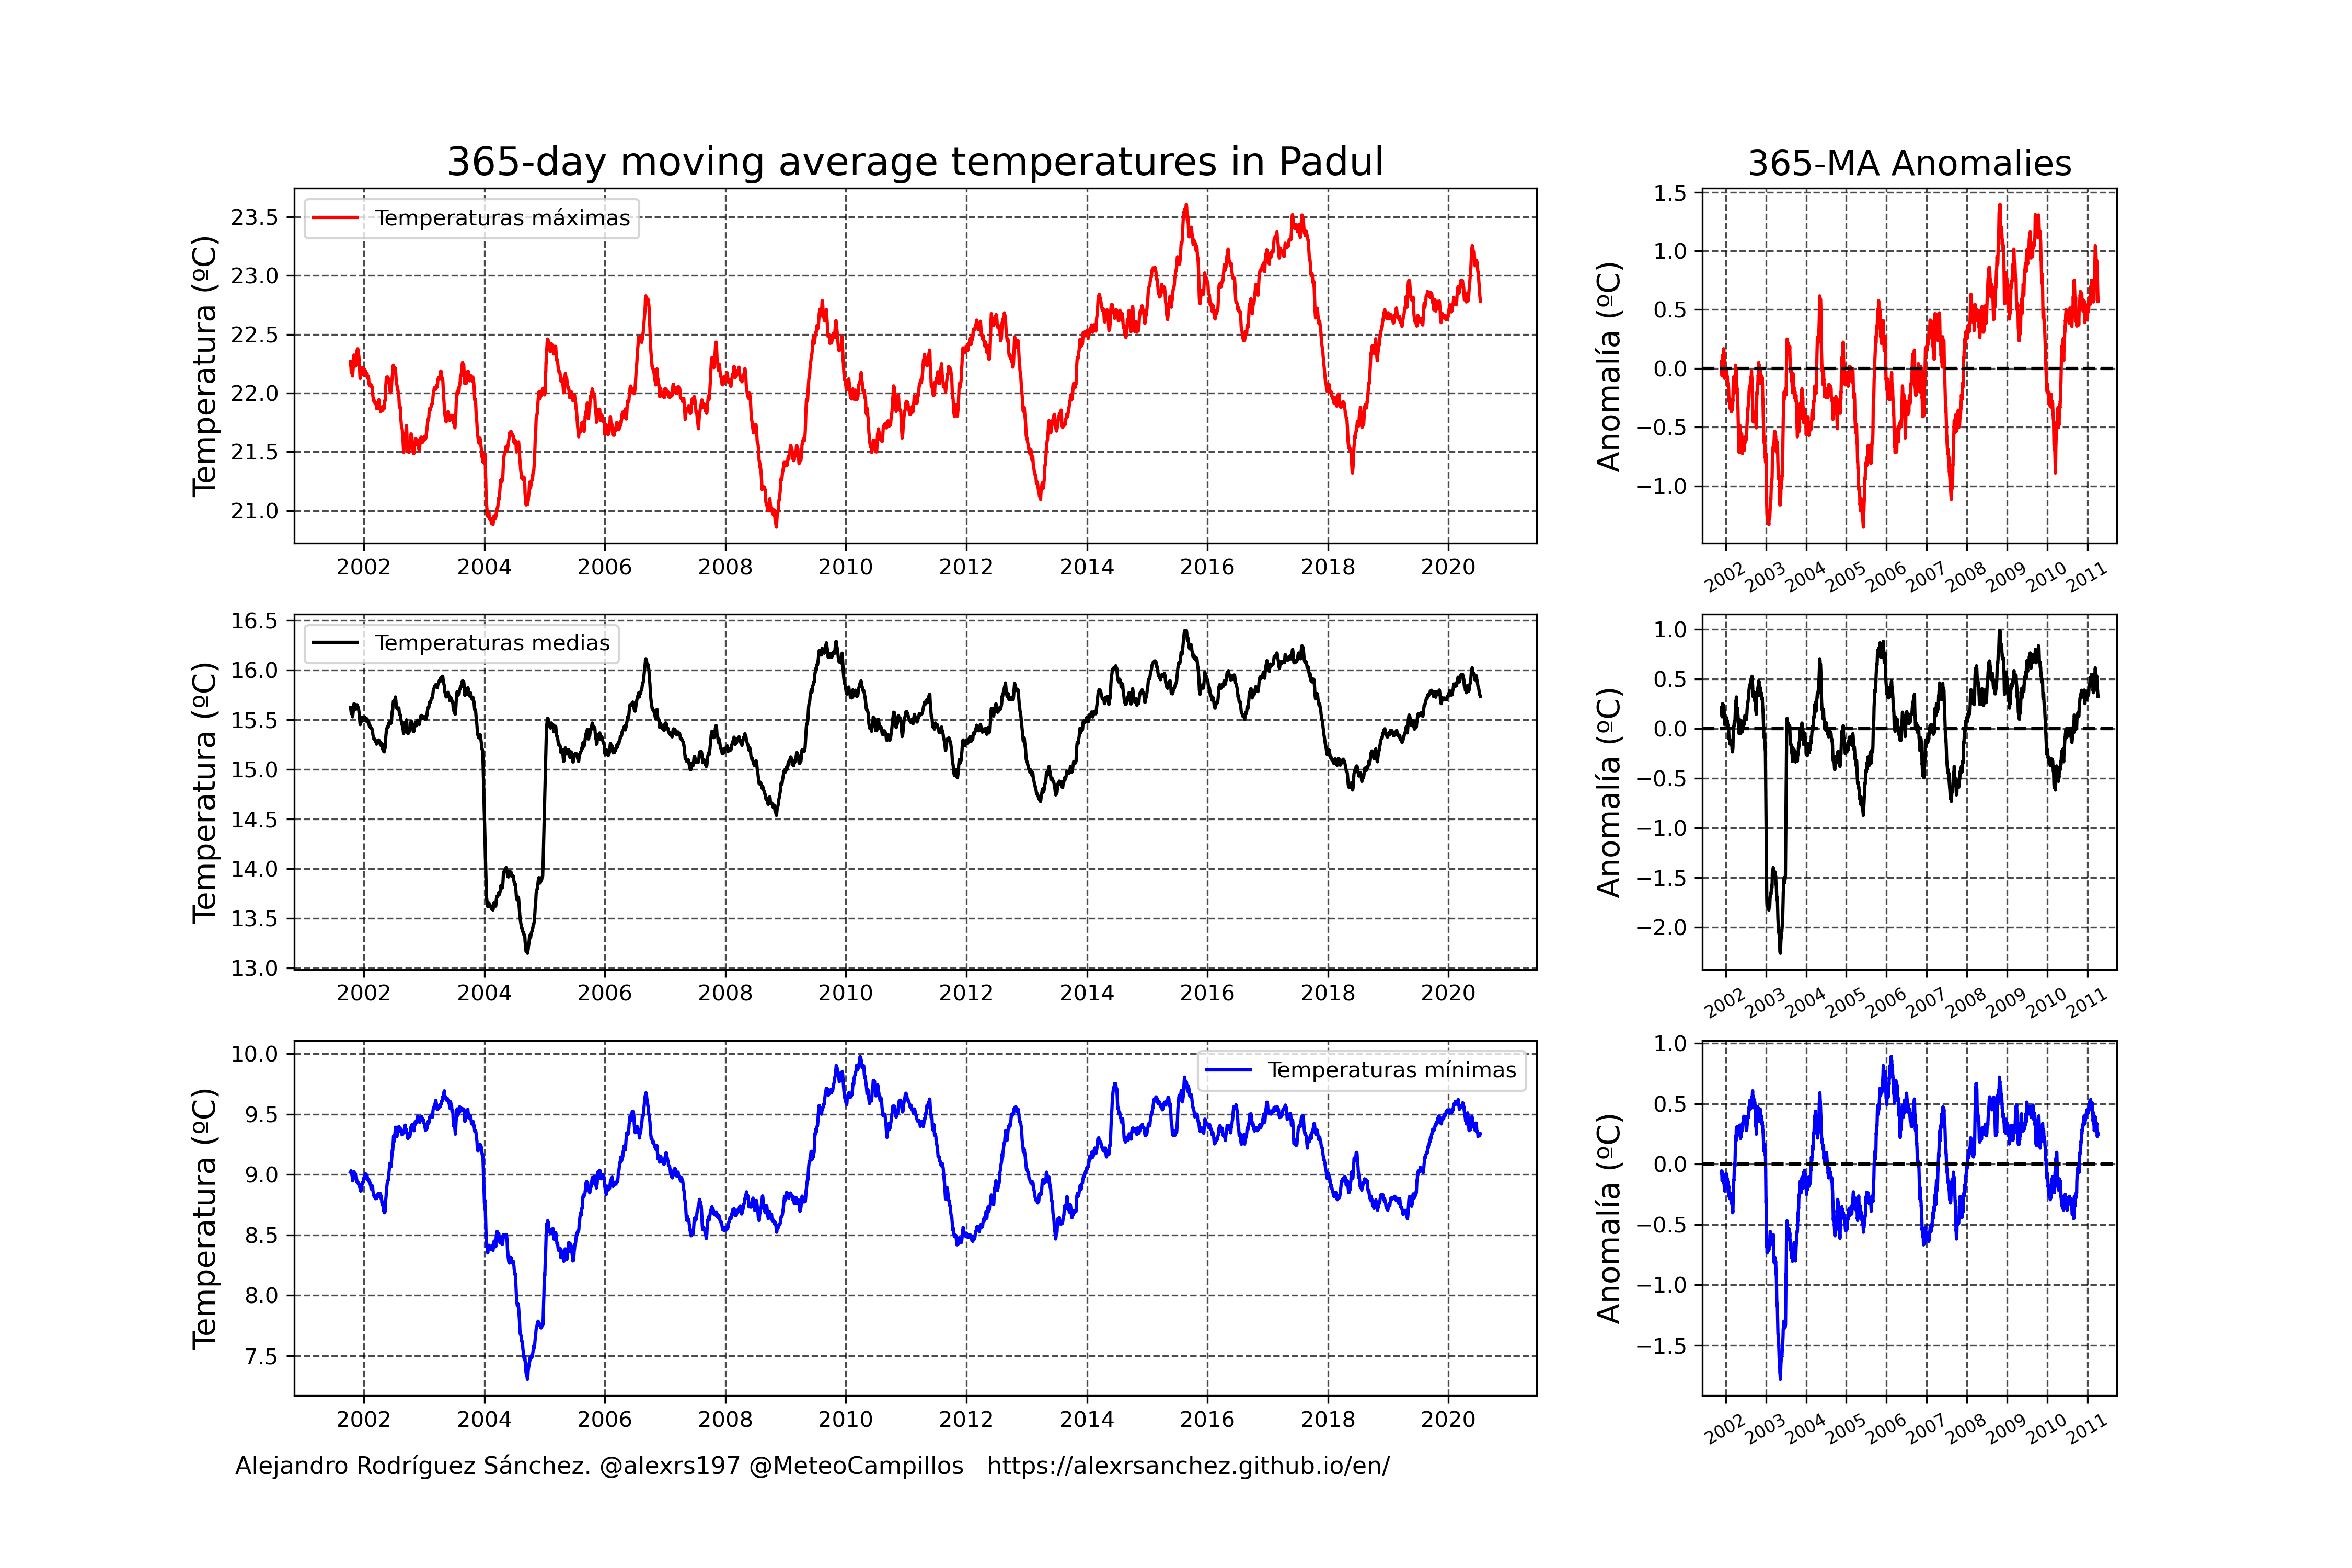 365-day moving average temperatures in Padul
365-MA Anomalies
Temperatura (ºC)
23.5
23.0
22.5
22.0
21.5
21.0
Temperaturas máximas
2002 2004 2006 2008 2010 2012 2014 2016 2018 2020
Anomalía (ºC)
1.5
1.0
0.5
0.0
−0.5
−1.0
2002 2003 2004 2005 2006 2007 2008 2009 2010 2011
Temperatura (ºC)
16.5
16.0
15.5
15.0
14.5
14.0
13.5
13.0
Temperaturas medias
2002 2004 2006 2008 2010 2012 2014 2016 2018 2020
Anomalía (ºC)
1.0
0.5
0.0
−0.5
−1.0
−1.5
−2.0
2002 2003 2004 2005 2006 2007 2008 2009 2010 2011
Temperatura (ºC)
10.0
9.5
9.0
8.5
8.0
7.5
Temperaturas mínimas
2002 2004 2006 2008 2010 2012 2014 2016 2018 2020
Anomalía (ºC)
1.0
0.5
0.0
−0.5
−1.0
−1.5
2002 2003 2004 2005 2006 2007 2008 2009 2010 2011
Alejandro Rodríguez Sánchez. @alexrs197 @MeteoCampillos https://alexrsanchez.github.io/en/